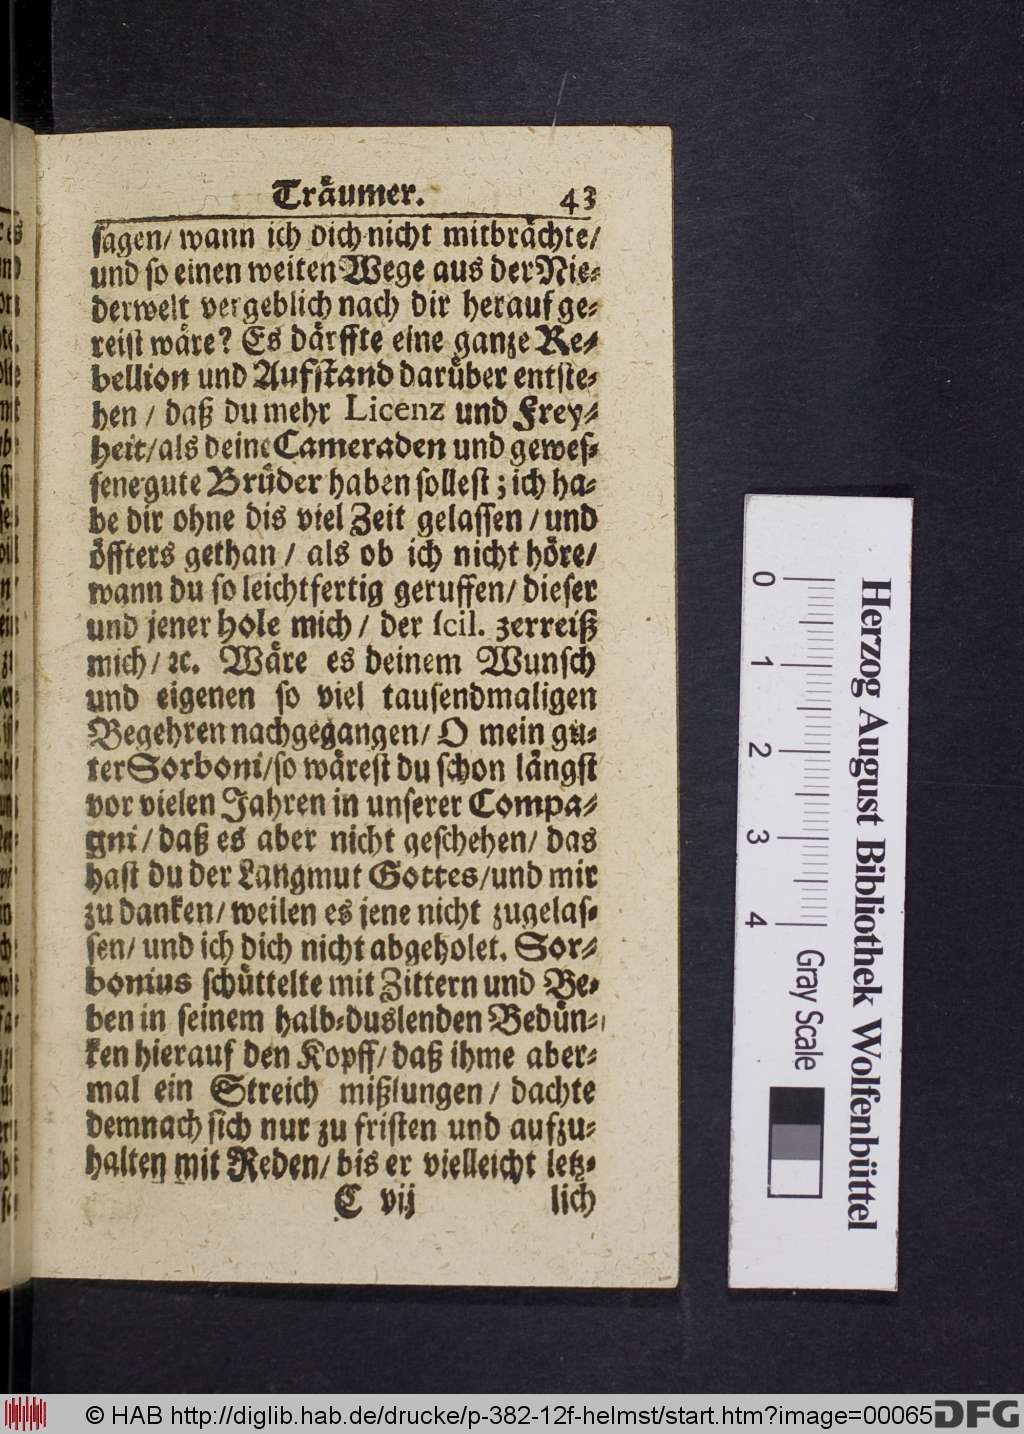 Träumer. 43
sagen/ wann ich dich nicht mitbrächte/
und so einen weiten Wege aus der Nie-
derwelt vergeblich nach dir herauf ge-
reist wäre? Es därffte eine ganze Re-
bellion und Aufstand darüber entste-
hen / daß du mehr Licenz und Frey-
heit/als deine Cameraden und gewes-
sene gute Brüder haben sollest; ich ha-
be dir ohne dis viel Zeit gelassen / und
öffters gethan / als ob ich nicht höre/
wann du so leichtfertig geruffen/ dieser
und jener hole mich / der scil. zerreiß
mich/ ꝛc. Wäre es deinem Wunsch
und eigenen so viel tausendmaligen
Begehren nachgegangen/ O mein gu-
ter Sorboni/so wärest du schon längst
vor vielen Jahren in unserer Compa-
gni / daß es aber nicht geschehen/ das
hast du der Langmut Gottes/und mir
zu danken/ weilen es jene nicht zugelas-
sen/ und ich dich nicht abgeholet. Sor-
bonius schüttelte mit Zittern und Be-
ben in seinem halb-duslenden Bedün-
ken hierauf den Kopff/ daß ihme aber-
mal ein Streich mißlungen / dachte
demnach sich nur zu fristen und aufzu-
halten mit Reden/ bis er vielleicht letz-
C vij lich
Herzog August Bibliothek Wolfenbüttel
0 1 2 3 4 Gray Scale
© HAB http://diglib.hab.de/drucke/p-382-12f-helmst/start.htm?image=00065 DFG